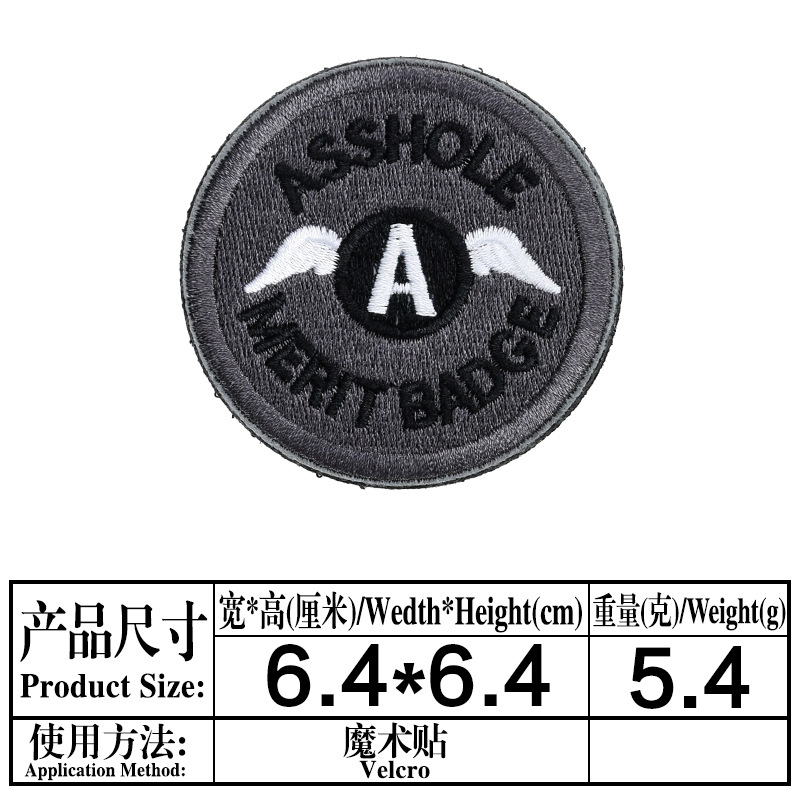 ASSHOLE
A
MERIT BADGE
产品尺寸
Product Size:
宽*高(厘米)/Wedth*Height(cm)
重量(克)/Weight(g)
6.4*6.4
5.4
使用方法:
Application Method:
魔术贴
Velcro